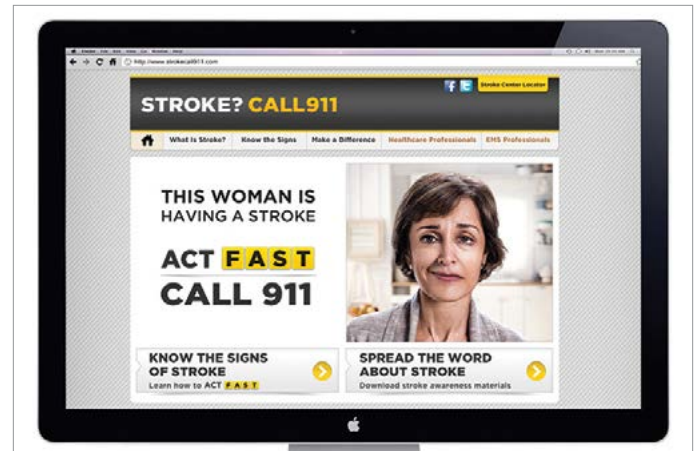 http://www.strokecall911.com
Stroke Center Locator
STROKE? CALL911
What Is Stroke?
Know the Signs
Make a Difference
Healthcare Professionals
EMS Professionals
THIS WOMAN IS
HAVING A STROKE
ACT FAST
CALL 911
KNOW THE SIGNS
OF STROKE
Learn how to ACT FAST
SPREAD THE WORD
ABOUT STROKE
Download stroke awareness materials